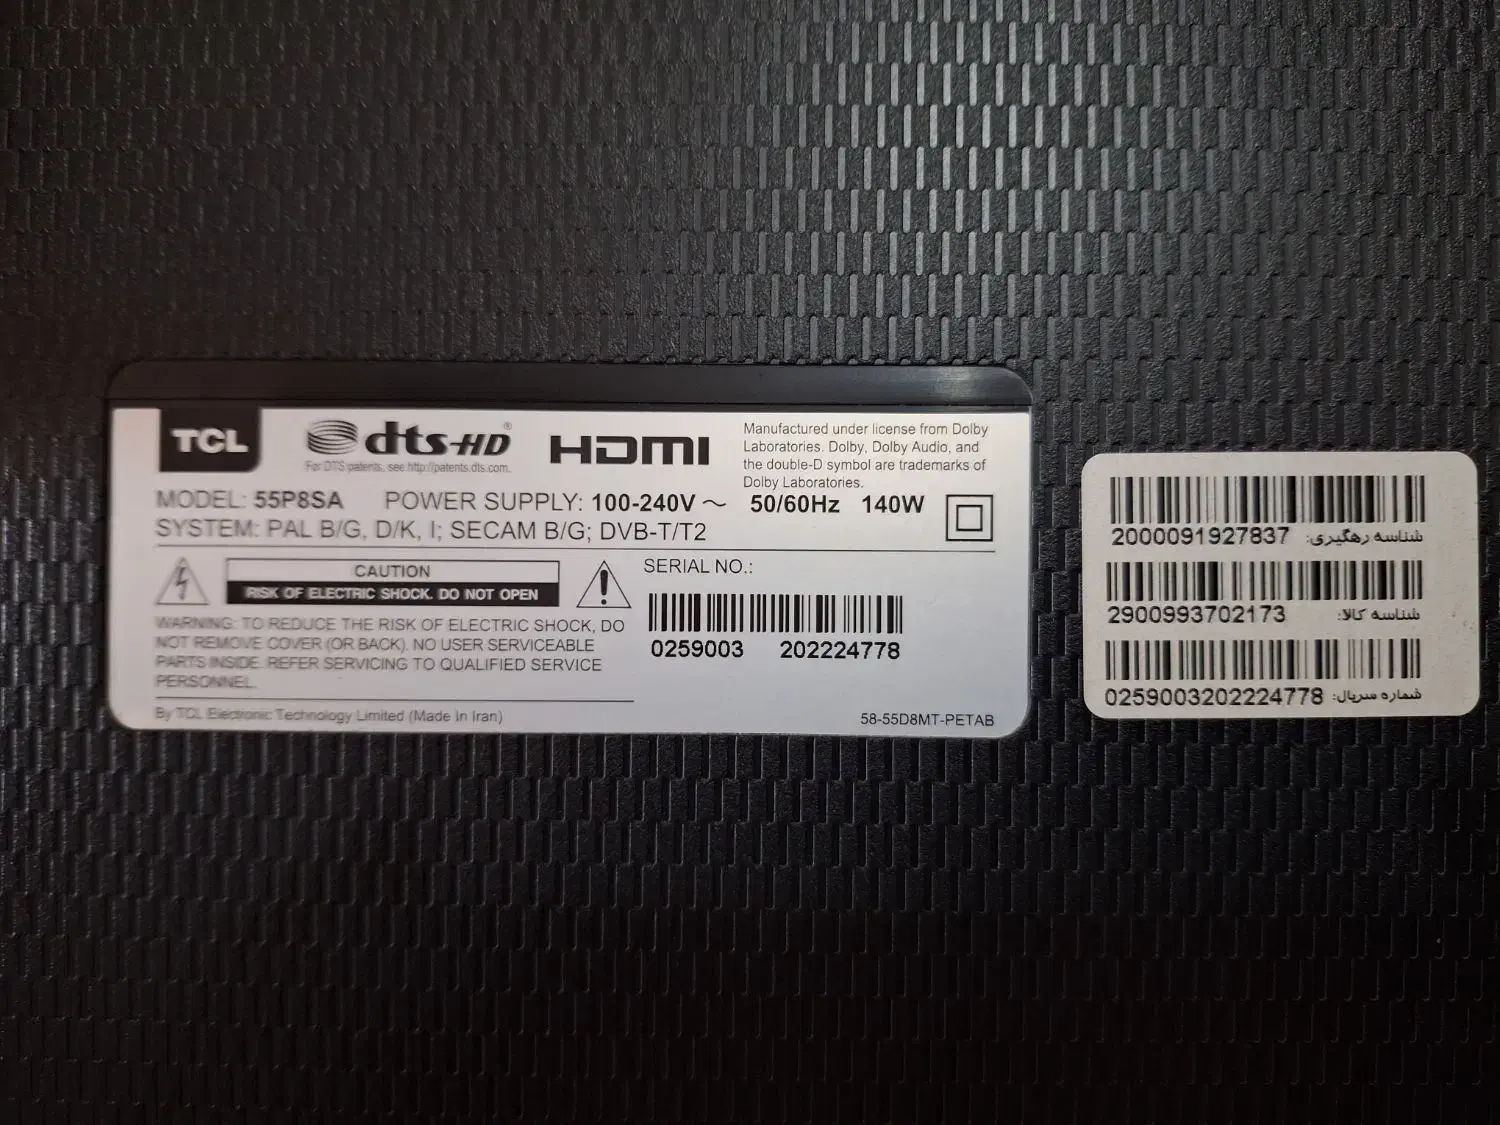 TCL
dts-HD®
For DTS patents, see http://patents.dts.com.
HDMI
Manufactured under license from Dolby
Laboratories. Dolby, Dolby Audio, and
the double-D symbol are trademarks of
Dolby Laboratories.
MODEL: 55P8SA POWER SUPPLY: 100-240V ~ 50/60Hz 140W
SYSTEM: PAL B/G, D/K, I; SECAM B/G; DVB-T/T2
CAUTION
RISK OF ELECTRIC SHOCK. DO NOT OPEN
WARNING: TO REDUCE THE RISK OF ELECTRIC SHOCK, DO
NOT REMOVE COVER (OR BACK). NO USER SERVICEABLE
PARTS INSIDE. REFER SERVICING TO QUALIFIED SERVICE
PERSONNEL.
SERIAL NO.:
0259003 202224778
By TCL Electronic Technology Limited (Made In Iran)
58-55D8MT-PETAB
شناسه رهگیری: 2000091927837
شناسه کالا: 2900993702173
شماره سریال: 0259003202224778